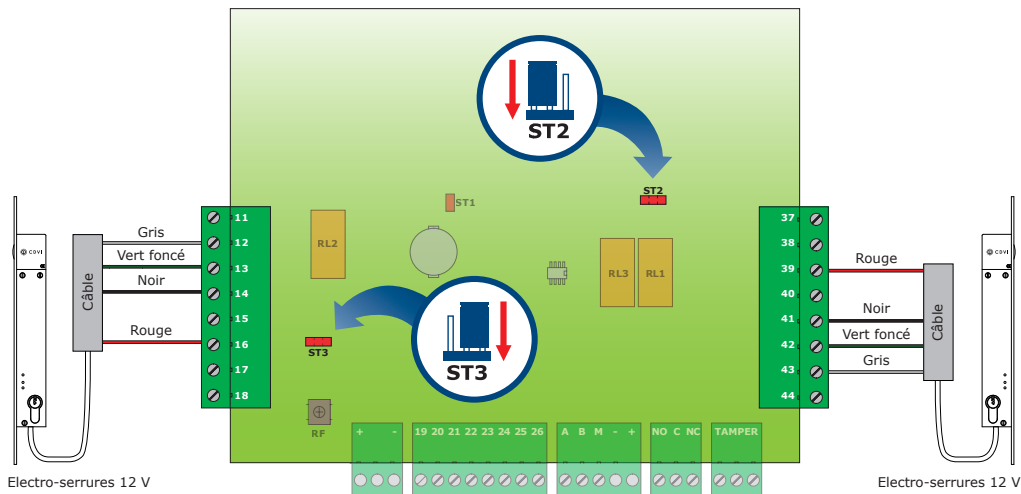 ST2
ST2
ST1
11
12
13
14
15
16
17
18
37
38
39
40
41
42
43
44
RL2
RL3
RL1
Gris
Vert foncé
Noir
Rouge
Câble
CDVI
Rouge
Noir
Vert foncé
Gris
Câble
CDVI
ST3
ST3
RF
+ -
19 20 21 22 23 24 25 26
A B M - +
NO C NC
TAMPER
Electro-serrures 12 V
Electro-serrures 12 V